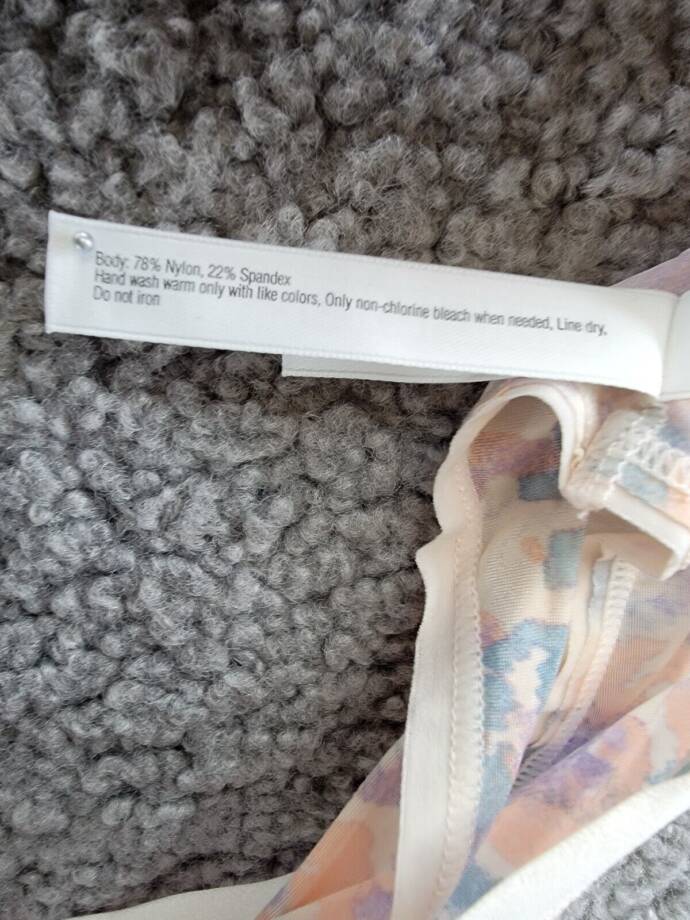 Body: 78% Nylon, 22% Spandex
Hand wash warm only with like colors, Only non-chlorine bleach when needed, Line dry,
Do not iron